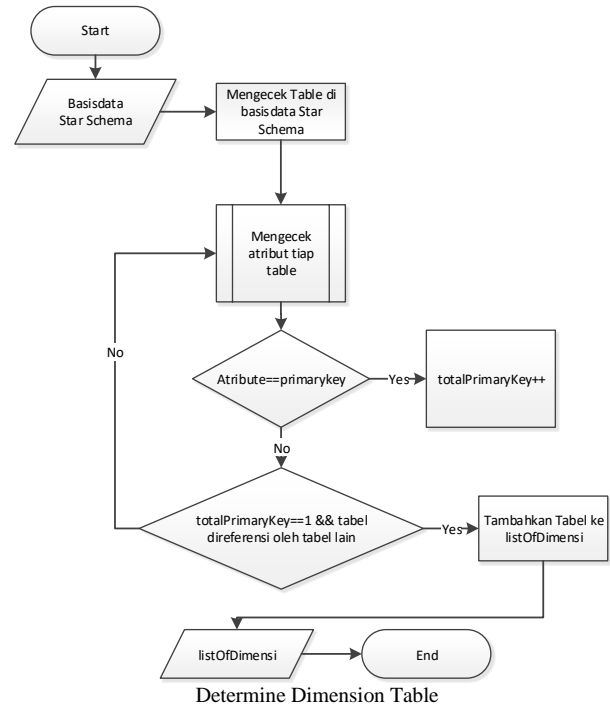 Start
Basisdata
Star Schema
Mengecek Table di
basisdata Star
Schema
Mengecek
atribut tiap
table
No
Atribute==primarykey
Yes
totalPrimaryKey++
No
totalPrimaryKey==1 && tabel
direferensi oleh tabel lain
Yes
Tambahkan Tabel ke
listOfDimensi
listOfDimensi
End
Determine Dimension Table